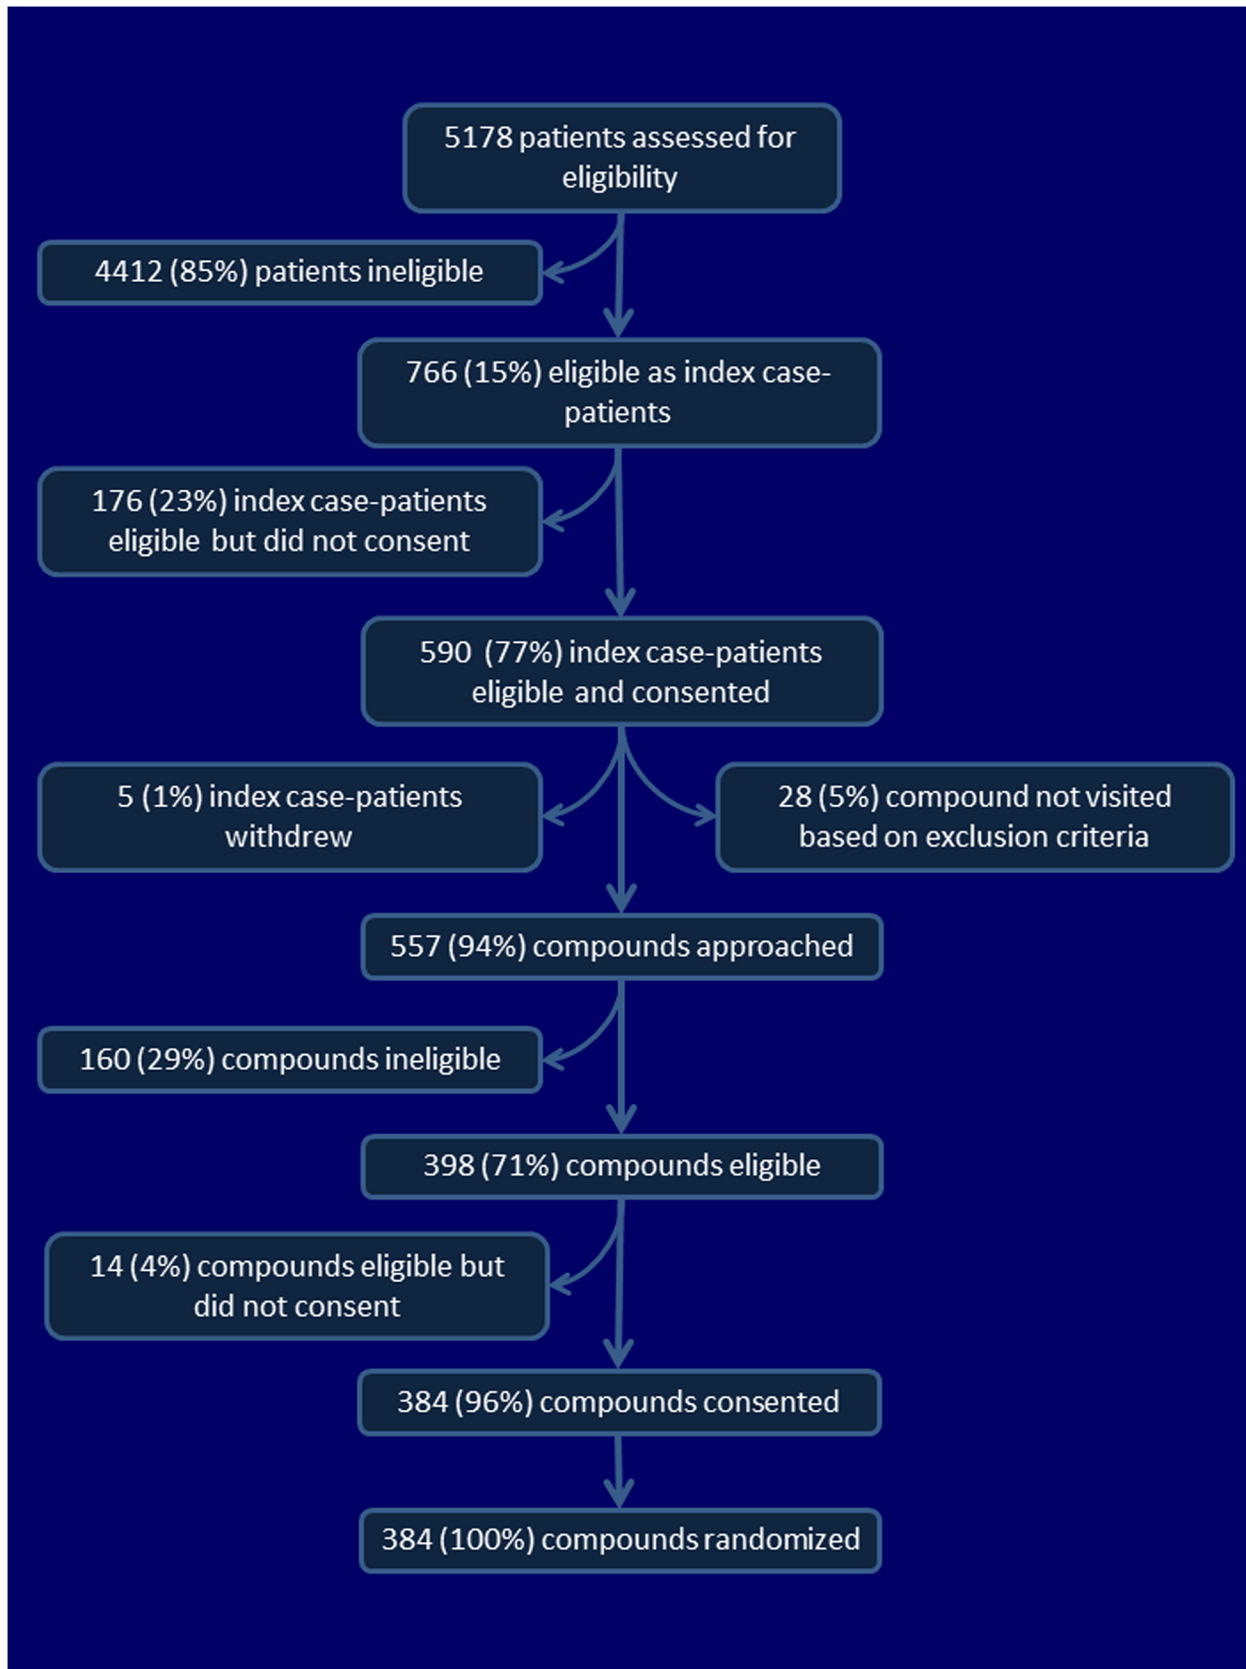 5178 patients assessed for
eligibility
4412 (85%) patients ineligible
766 (15%) eligible as index case-
patients
176 (23%) index case-patients
eligible but did not consent
590 (77%) index case-patients
eligible and consented
5 (1%) index case-patients
withdrew
28 (5%) compound not visited
based on exclusion criteria
557 (94%) compounds approached
160 (29%) compounds ineligible
398 (71%) compounds eligible
14 (4%) compounds eligible but
did not consent
384 (96%) compounds consented
384 (100%) compounds randomized